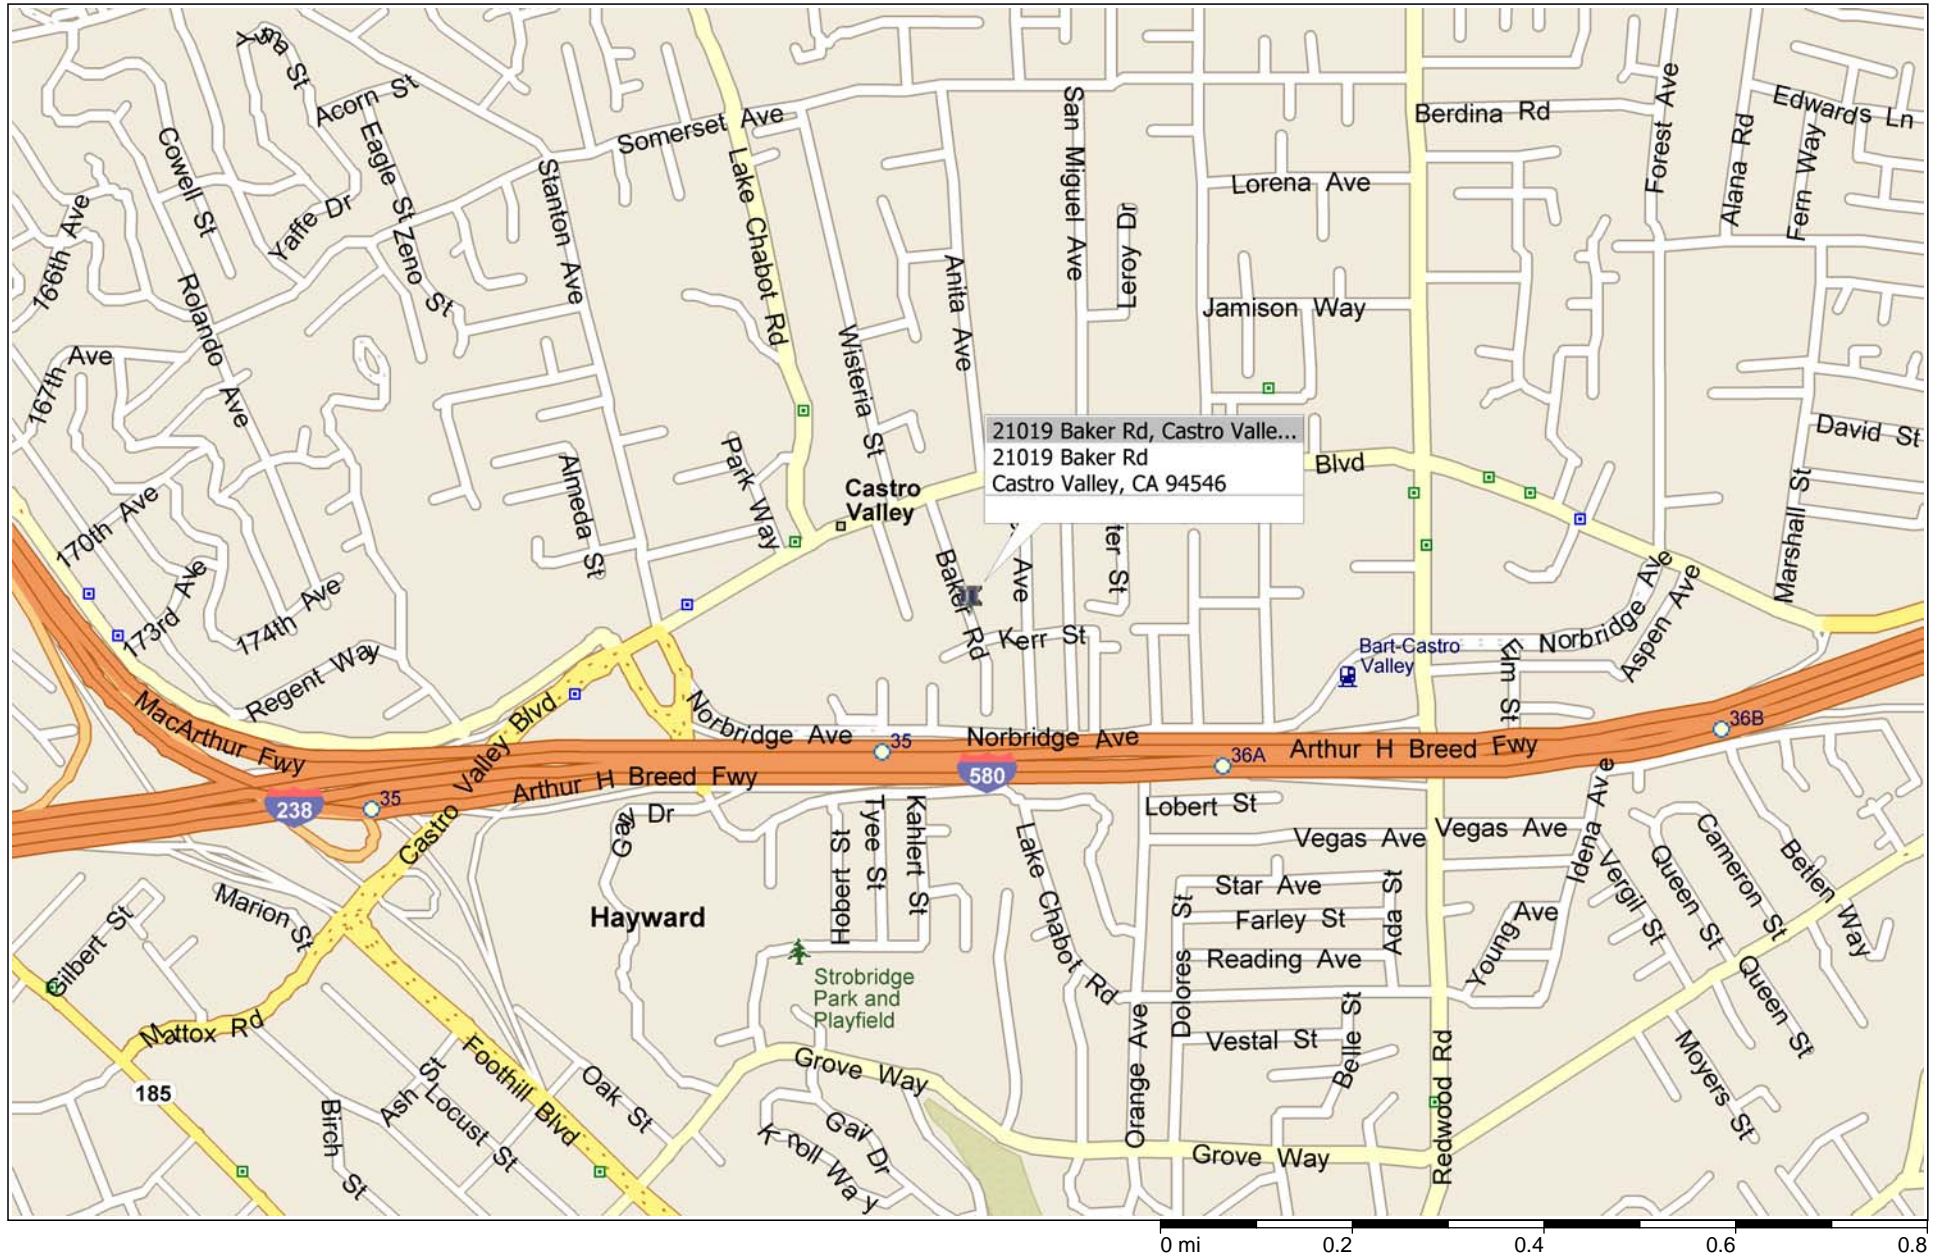 Yuma St
Acorn St
Eagle St
Cowell St
Yaffe Dr
Zeno St
166th Ave
Rolando Ave
167th Ave
Stanton Ave
Somerset Ave
Lake Chabot Rd
Wisteria St
Anita Ave
San Miguel Ave
Leroy Dr
Lorena Ave
Jamison Way
Berdina Rd
Forest Ave
Alana Rd
Edwards Ln
Fern Way
David St
Marshall St
21019 Baker Rd, Castro Valle...
21019 Baker Rd
Castro Valley, CA 94546
Blvd
Castro
Valley
Park Way
Almeda St
170th Ave
173rd Ave
174th Ave
Regent Way
Baker Rd
Ave
ter St
Kerr St
Bart-Castro
Valley
Norbridge Ave
Aspen Ave
Elm St
MacArthur Fwy
Castro Valley Blvd
Norbridge Ave
35
Norbridge Ave
580
36A
Arthur H Breed Fwy
36B
238
35
Arthur H Breed Fwy
Gay Dr
Hobert St
Tyee St
Kahlert St
Lake Chabot Rd
Lobert St
Vegas Ave
Vegas Ave
Idena Ave
Star Ave
Farley St
Reading Ave
Ada St
Dolores St
Vestal St
Belle St
Orange Ave
Redwood Rd
Young Ave
Vergil St
Queen St
Cameron St
Betlen Way
Queen St
Moyers St
Marion St
Gilbert St
Hayward
Strobridge
Park and
Playfield
Mattox Rd
185
Foothill Blvd
Ash St
Locust St
Birch St
Oak St
Grove Way
Gail Dr
Knoll Way
Grove Way
0 mi
0.2
0.4
0.6
0.8